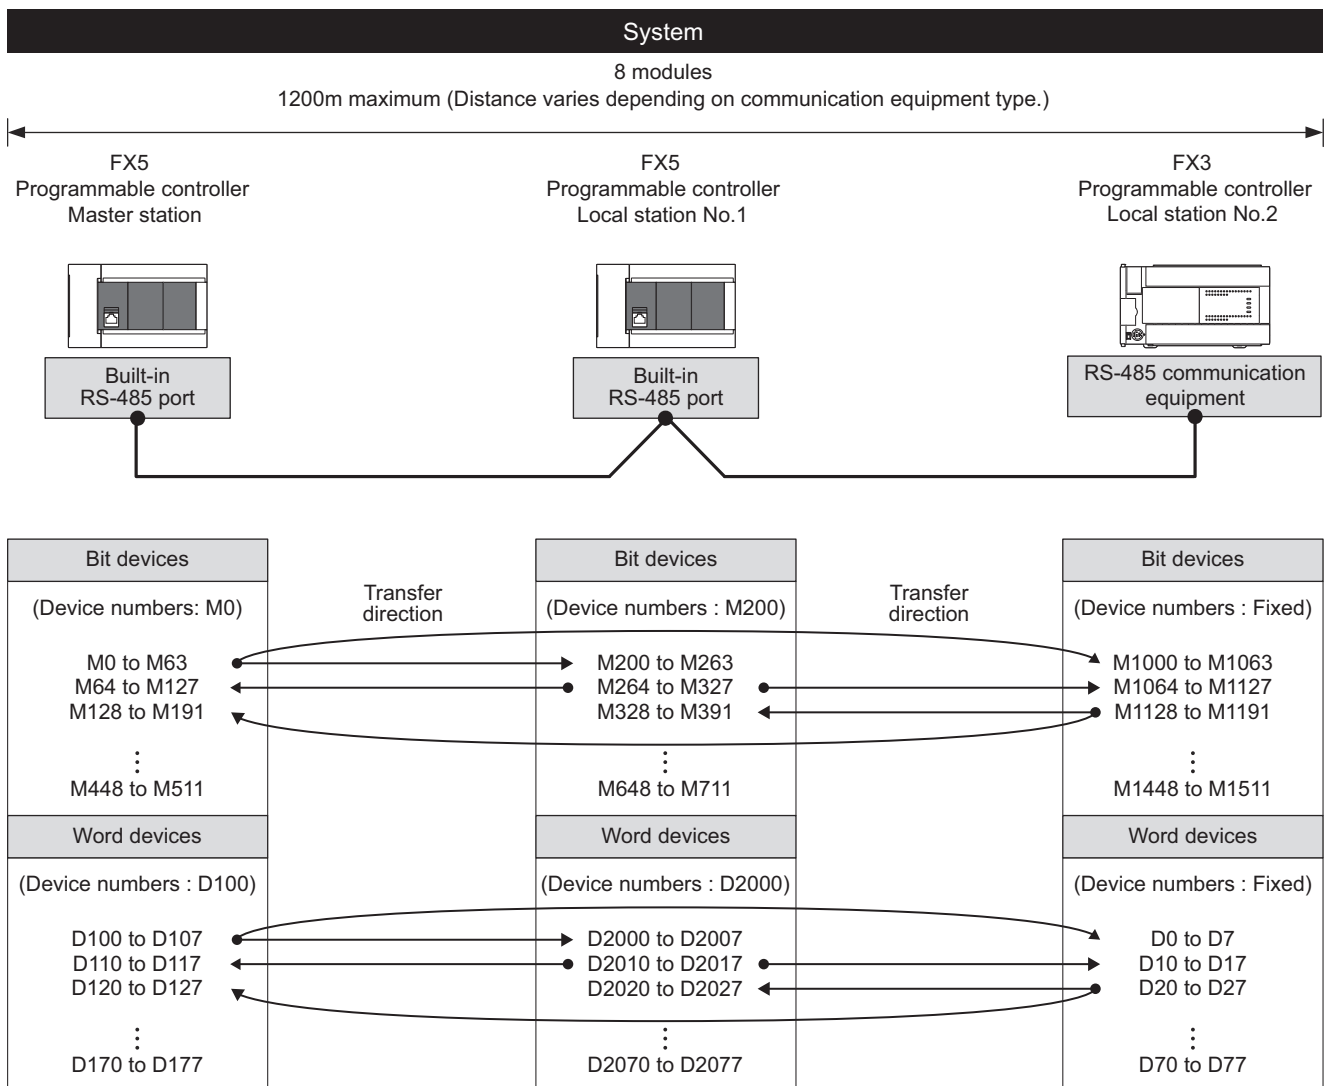 System
8 modules
1200m maximum (Distance varies depending on communication equipment type.)
FX5
Programmable controller
Master station
FX5
Programmable controller
Local station No.1
FX3
Programmable controller
Local station No.2
Built-in
RS-485 port
Built-in
RS-485 port
RS-485 communication
equipment
Bit devices
(Device numbers: M0)
M0 to M63
M64 to M127
M128 to M191
M448 to M511
Transfer
direction
Bit devices
(Device numbers : M200)
M200 to M263
M264 to M327
M328 to M391
M648 to M711
Transfer
direction
Bit devices
(Device numbers : Fixed)
M1000 to M1063
M1064 to M1127
M1128 to M1191
M1448 to M1511
Word devices
(Device numbers : D100)
D100 to D107
D110 to D117
D120 to D127
D170 to D177
Word devices
(Device numbers : D2000)
D2000 to D2007
D2010 to D2017
D2020 to D2027
D2070 to D2077
Word devices
(Device numbers : Fixed)
D0 to D7
D10 to D17
D20 to D27
D70 to D77